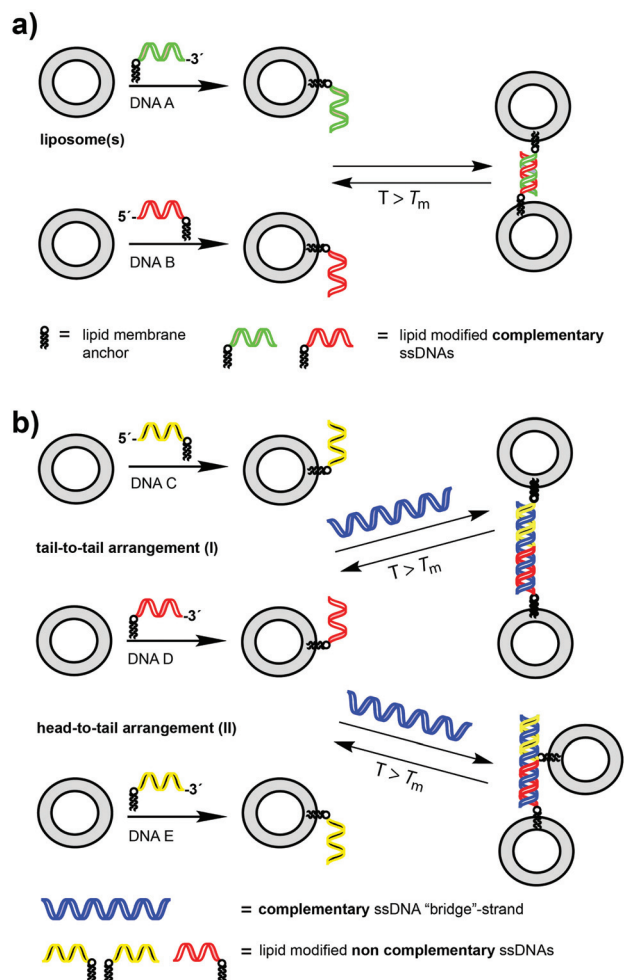 a)
-3´
DNA A
liposome(s)
T > Tm
5´-
DNA B
= lipid membrane anchor
= lipid modified complementary ssDNAs
b)
5´-
DNA C
tail-to-tail arrangement (I)
T > Tm
-3´
DNA D
head-to-tail arrangement (II)
T > Tm
-3´
DNA E
= complementary ssDNA "bridge"-strand
= lipid modified non complementary ssDNAs